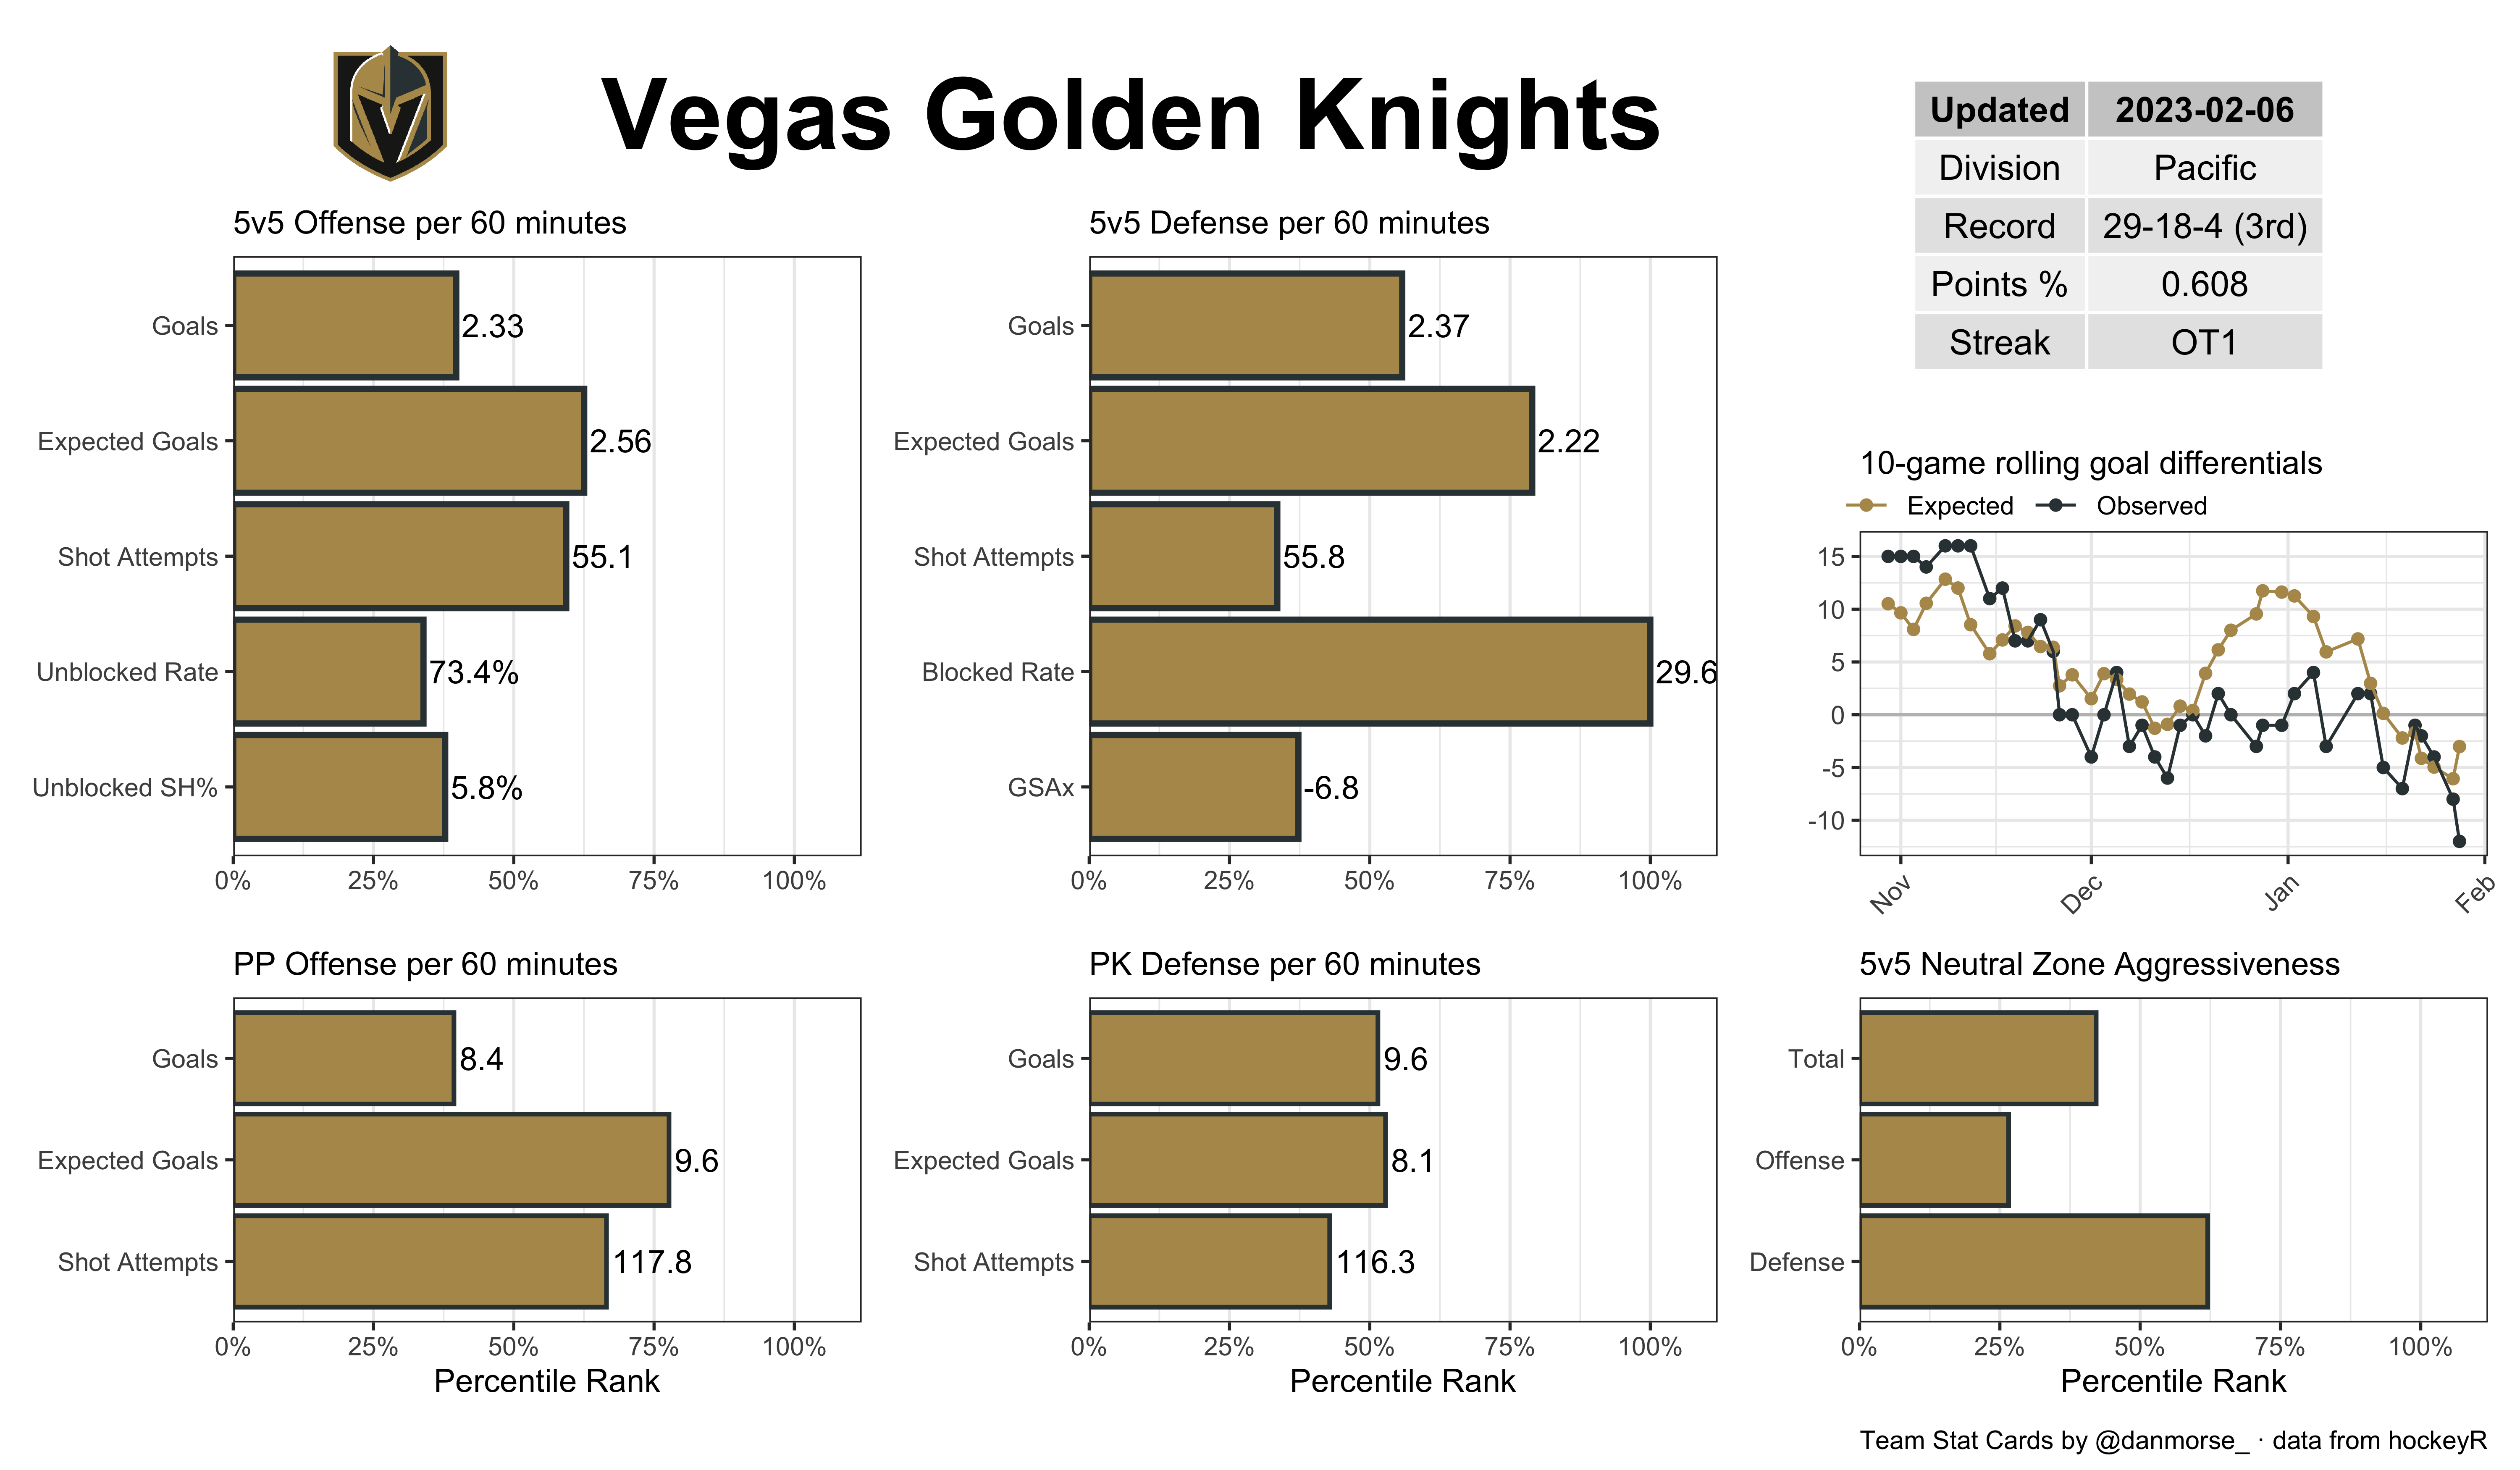 Vegas Golden Knights
Updated 2023-02-06
Division Pacific
Record 29-18-4 (3rd)
Points % 0.608
Streak OT1
5v5 Offense per 60 minutes
Goals 2.33
Expected Goals 2.56
Shot Attempts 55.1
Unblocked Rate 73.4%
Unblocked SH% 5.8%
0% 25% 50% 75% 100%
5v5 Defense per 60 minutes
Goals 2.37
Expected Goals 2.22
Shot Attempts 55.8
Blocked Rate 29.6
GSAx -6.8
0% 25% 50% 75% 100%
10-game rolling goal differentials
Expected Observed
15
10
5
0
-5
-10
Nov Dec Jan Feb
PP Offense per 60 minutes
Goals 8.4
Expected Goals 9.6
Shot Attempts 117.8
0% 25% 50% 75% 100%
Percentile Rank
PK Defense per 60 minutes
Goals 9.6
Expected Goals 8.1
Shot Attempts 116.3
0% 25% 50% 75% 100%
Percentile Rank
5v5 Neutral Zone Aggressiveness
Total
Offense
Defense
0% 25% 50% 75% 100%
Percentile Rank
Team Stat Cards by @danmorse_ · data from hockeyR